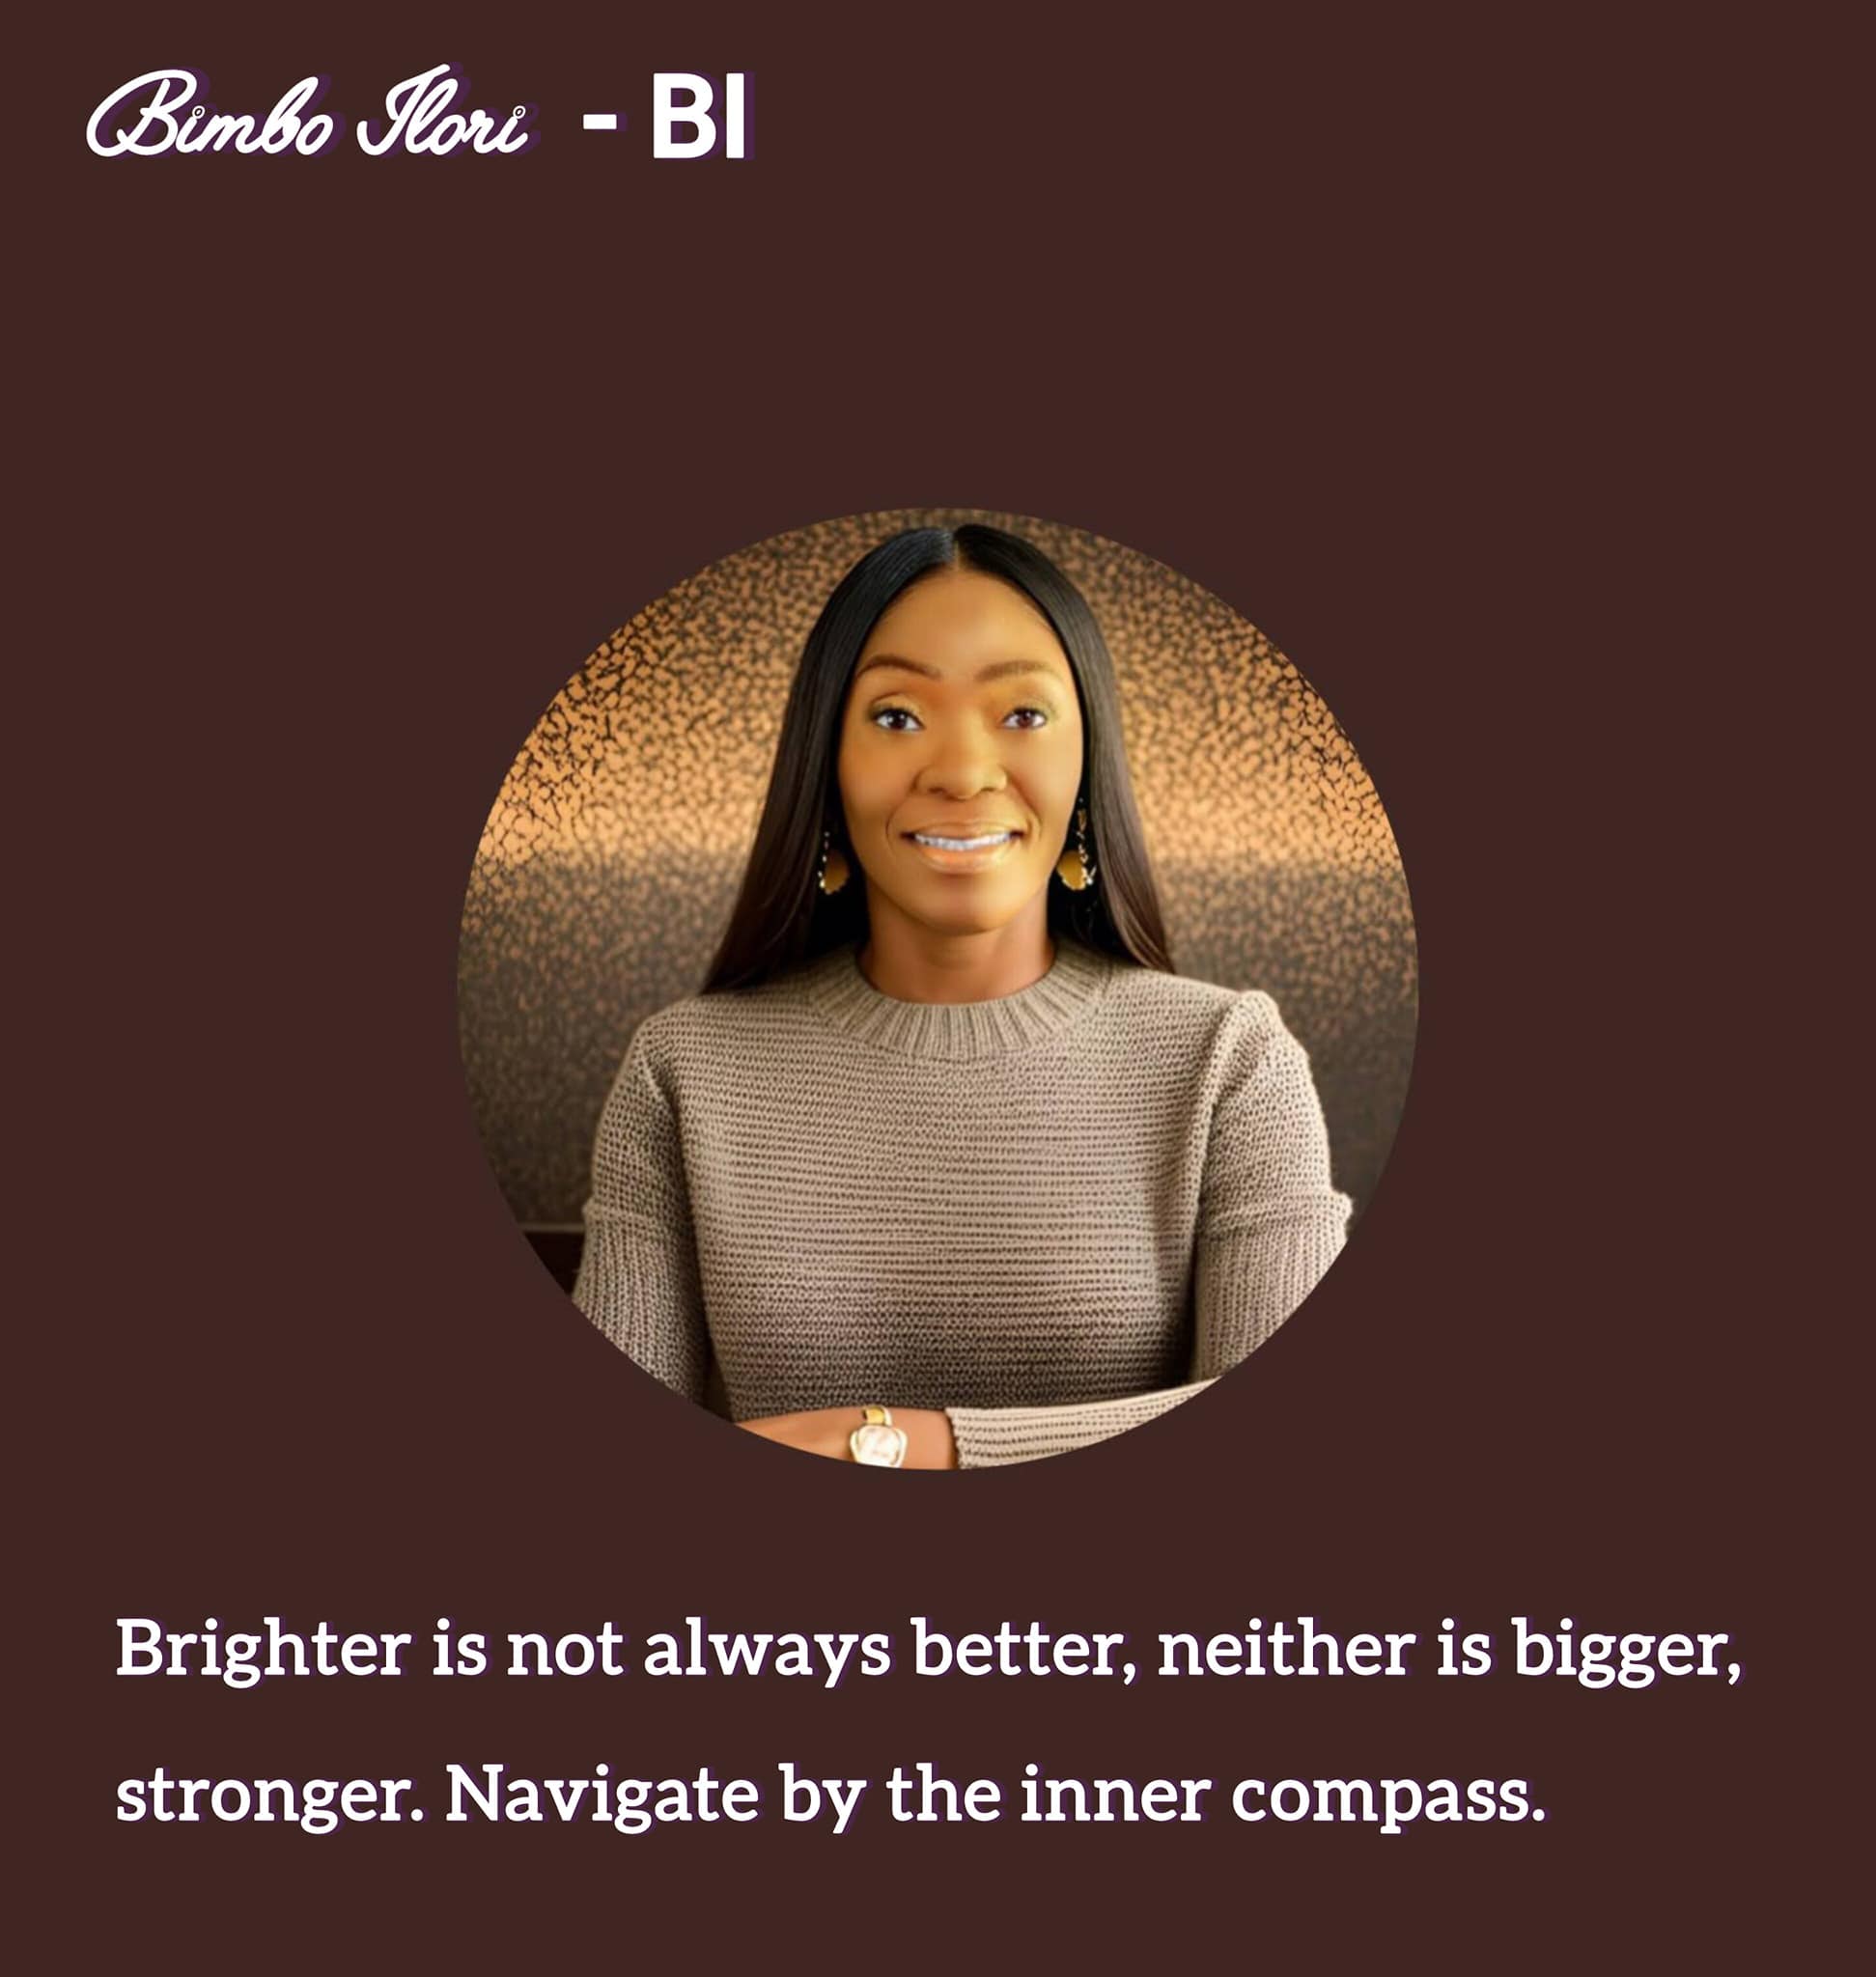 Bimbo Ilori - BI
Brighter is not always better, neither is bigger,
stronger. Navigate by the inner compass.